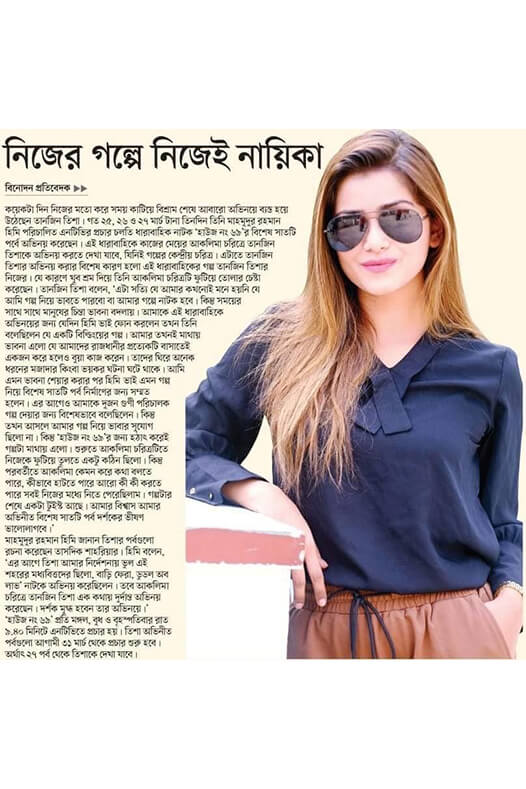 নিজের গল্পে নিজেই নায়িকা
বিনোদন প্রতিবেদক ▶▶
কয়েকটা দিন নিজের মতো করে সময় কাটিয়ে বিশ্রাম শেষে আবারো অভিনয়ে ব্যস্ত হয়ে
উঠেছেন তানজিন তিশা। গত ২৫, ২৬ ও ২৭ মার্চ টানা তিনদিন তিনি মাহমুদুর রহমান
হিমি পরিচালিত এনটিভির প্রচার চলতি ধারাবাহিক নাটক ‘হাউজ নং ৬৯’র বিশেষ সাতটি
পর্বে অভিনয় করেছেন। এই ধারাবাহিকে কাজের মেয়ের আকলিমা চরিত্রে তানজিন
তিশাকে অভিনয় করতে দেখা যাবে, যিনিই গল্পের কেন্দ্রীয় চরিত্র। এটাতে তানজিন
তিশার অভিনয় করার বিশেষ কারণ হলো এই ধারাবাহিকের গল্প তানজিন তিশার
নিজের। যে কারণে খুব শ্রম দিয়ে তিনি আকলিমা চরিত্রটি ফুটিয়ে তোলার চেষ্টা
করেছেন। তানজিন তিশা বলেন, ‘এটা সত্যি যে আমার কখনোই মনে হয়নি যে
আমি গল্প নিয়ে ভাবতে পারবো বা আমার গল্পে নাটক হবে। কিন্তু সময়ের
সাথে সাথে মানুষের চিন্তা ভাবনা বদলায়। আমাকে এই ধারাবাহিকে
অভিনয়ের জন্য যেদিন হিমি ভাই ফোন করলেন তখন তিনি
বলেছিলেন যে একটি বিল্ডিংয়ের গল্প। আমার তখনই মাথায়
ভাবনা এলো যে আমাদের রাজধানীর প্রত্যেকটি বাসাতেই
একজন করে হলেও বুয়া কাজ করেন। তাদের ঘিরে অনেক
ধরনের মজাদার কিংবা ভয়কর ঘটনা ঘটে থাকে। আমি
এমন ভাবনা শেয়ার করার পর হিমি ভাই এমন গল্প
নিয়ে বিশেষ সাতটি পর্ব নির্মাণের জন্য সম্মত
হলেন। এর আগেও আমাকে দুজন গুণী পরিচালক
গল্প দেয়ার জন্য বিশেষভাবে বলেছিলেন। কিন্তু
তখন আসলে আমার গল্প নিয়ে ভাবার সুযোগ
ছিলো না। কিন্তু ‘হাউজ নং ৬৯’র জন্য হঠাৎ করেই
গল্পটা মাথায় এলো। শুরুতে আকলিমা চরিত্রটিতে
নিজেকে ফুটিয়ে তুলতে একটু কঠিন ছিলো। কিন্তু
পরবর্তীতে আকলিমা কেমন করে কথা বলতে
পারে, কীভাবে হাটতে পারে আরো কী কী করতে
পারে সবই নিজের মধ্যে নিতে পেরেছিলাম। গল্পটার
শেষে একটা টুইস্ট আছে। আমার বিশ্বাস আমার
অভিনীত বিশেষ সাতটি পর্ব দর্শকের ভীষণ
ভালোলাগবে।’
মাহমুদুর রহমান হিমি জানান তিশার পর্বগুলো
রচনা করেছেন তাসদিক শাহরিয়ার। হিমি বলেন,
‘এর আগে তিশা আমার নির্দেশনায় ভুল এই
শহরের মধ্যবিত্তদের ছিলো, বাড়ি ফেরা, ডুডল অব
লাভ’ নাটকে অভিনয় করেছিলেন। তবে আকলিমা
চরিত্রে তানজিন তিশা এক কথায় দুর্দান্ত অভিনয়
করেছেন। দর্শক মুগ্ধ হবেন তার অভিনয়ে।’
‘হাউজ নং ৬৯’ প্রতি মঙ্গল, বুধ ও বৃহস্পতিবার রাত
৯.৪০ মিনিটে এনটিভিতে প্রচার হয়। তিশা অভিনীত
পর্বগুলো আগামী ৩১ মার্চ থেকে প্রচার শুরু হবে।
অর্থাৎ ২৭ পর্ব থেকে তিশাকে দেখা যাবে।